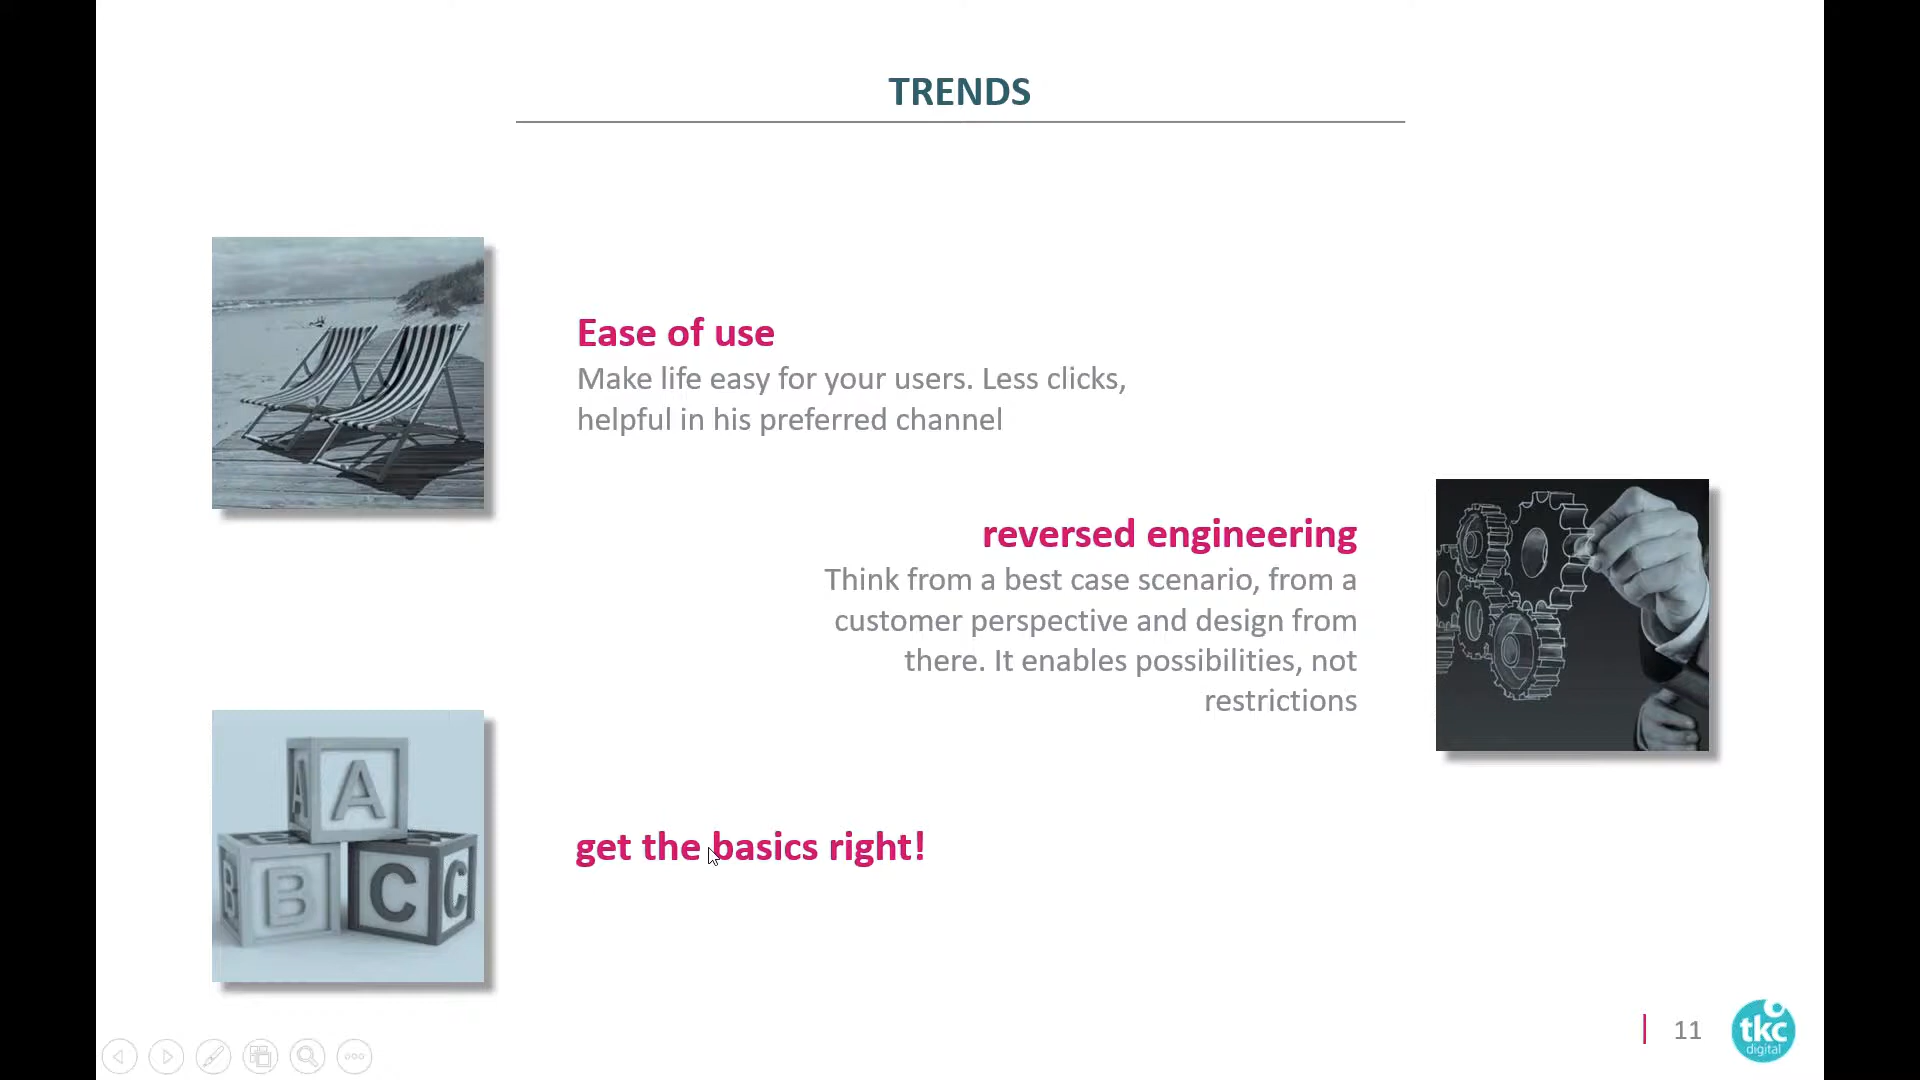 TRENDS
Ease of use
Make life easy for your users. Less clicks,
helpful in his preferred channel
reversed engineering
Think from a best case scenario, from a
customer perspective and design from
there. It enables possibilities, not
restrictions
A A
B B C C
get the basics right!
11
tkc
digital